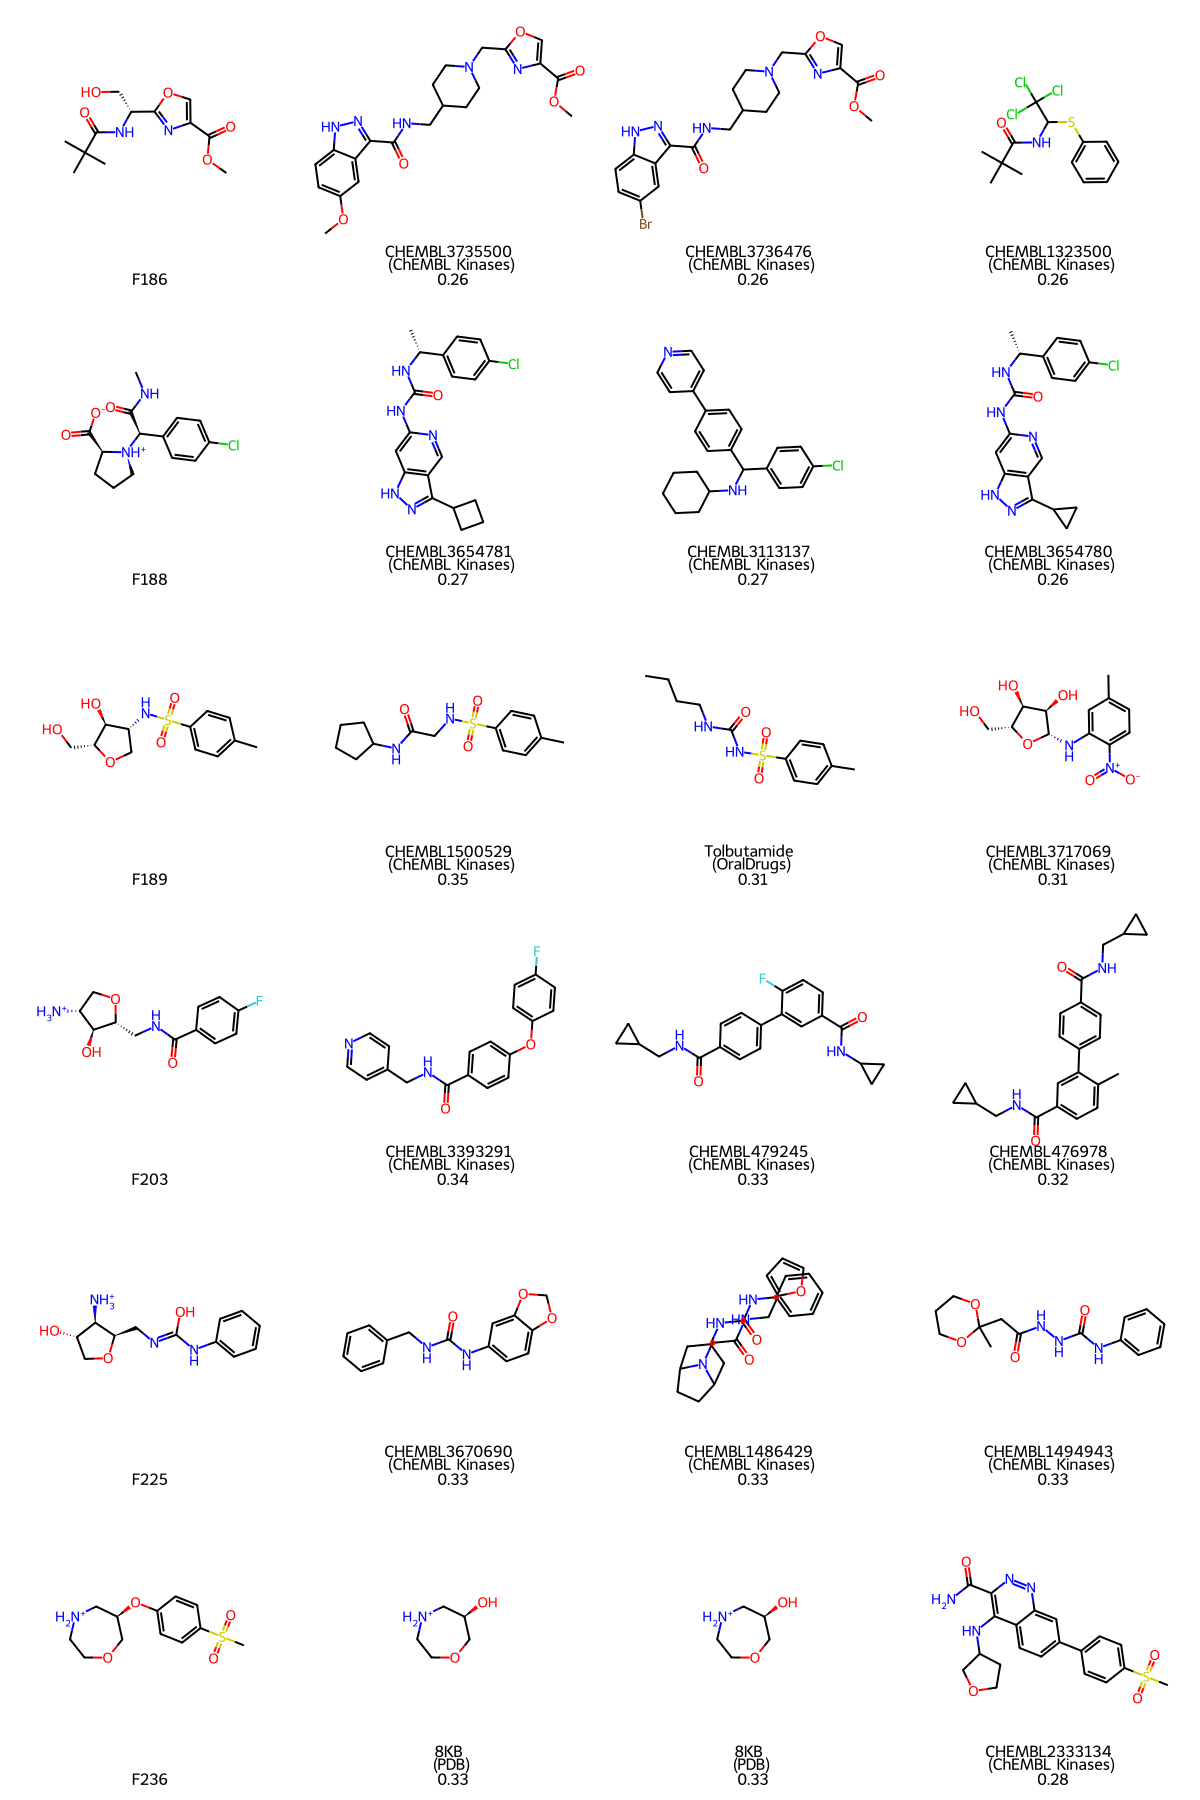 F186
CHEMBL3735500
(ChEMBL Kinases)
0.26
CHEMBL3736476
(ChEMBL Kinases)
0.26
CHEMBL1323500
(ChEMBL Kinases)
0.26
F188
CHEMBL3654781
(ChEMBL Kinases)
0.27
CHEMBL3113137
(ChEMBL Kinases)
0.27
CHEMBL3654780
(ChEMBL Kinases)
0.26
F189
CHEMBL1500529
(ChEMBL Kinases)
0.35
Tolbutamide
(OralDrugs)
0.31
CHEMBL3717069
(ChEMBL Kinases)
0.31
F203
CHEMBL3393291
(ChEMBL Kinases)
0.34
CHEMBL479245
(ChEMBL Kinases)
0.33
CHEMBL476978
(ChEMBL Kinases)
0.32
F225
CHEMBL3670690
(ChEMBL Kinases)
0.33
CHEMBL1486429
(ChEMBL Kinases)
0.33
CHEMBL1494943
(ChEMBL Kinases)
0.33
F236
8KB
(PDB)
0.33
8KB
(PDB)
0.33
CHEMBL2333134
(ChEMBL Kinases)
0.28